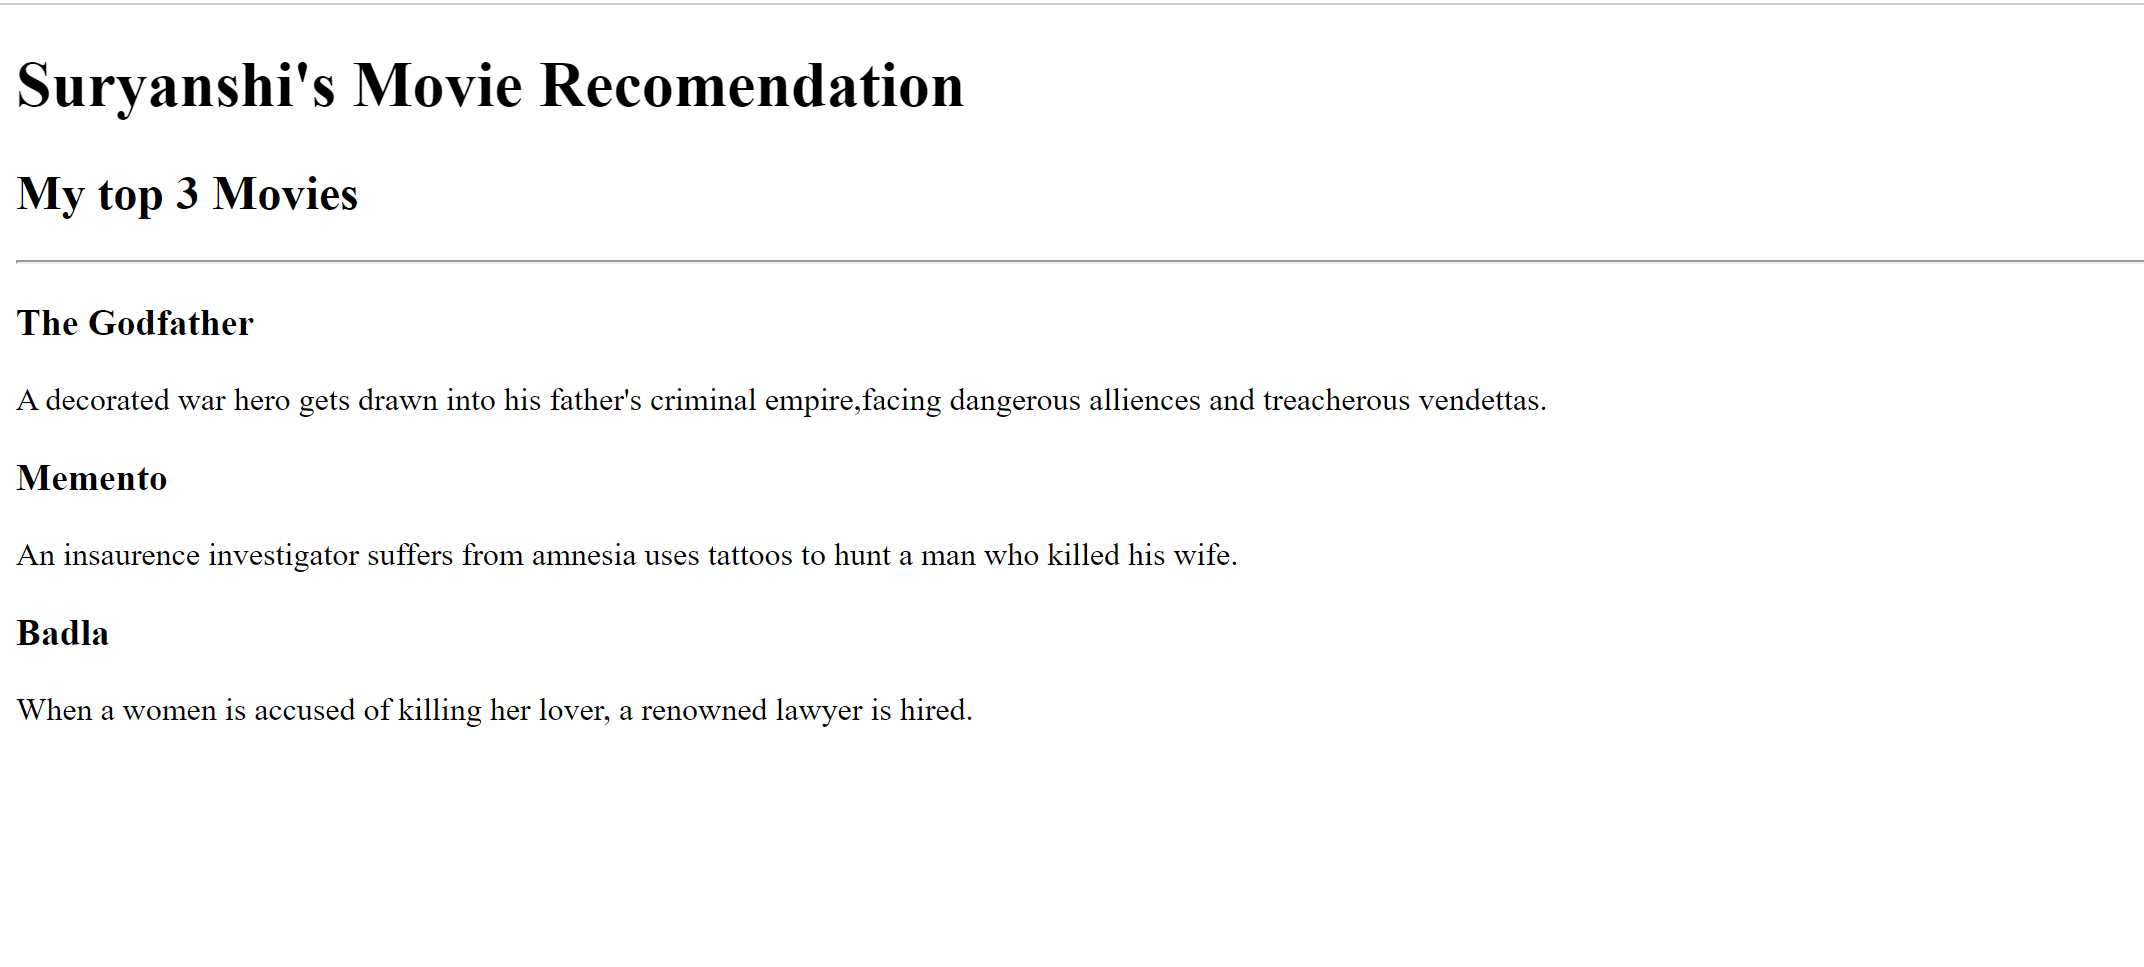 Suryanshi's Movie Recomendation
My top 3 Movies
The Godfather
A decorated war hero gets drawn into his father's criminal empire,facing dangerous alliences and treacherous vendettas.
Memento
An insaurence investigator suffers from amnesia uses tattoos to hunt a man who killed his wife.
Badla
When a women is accused of killing her lover, a renowned lawyer is hired.